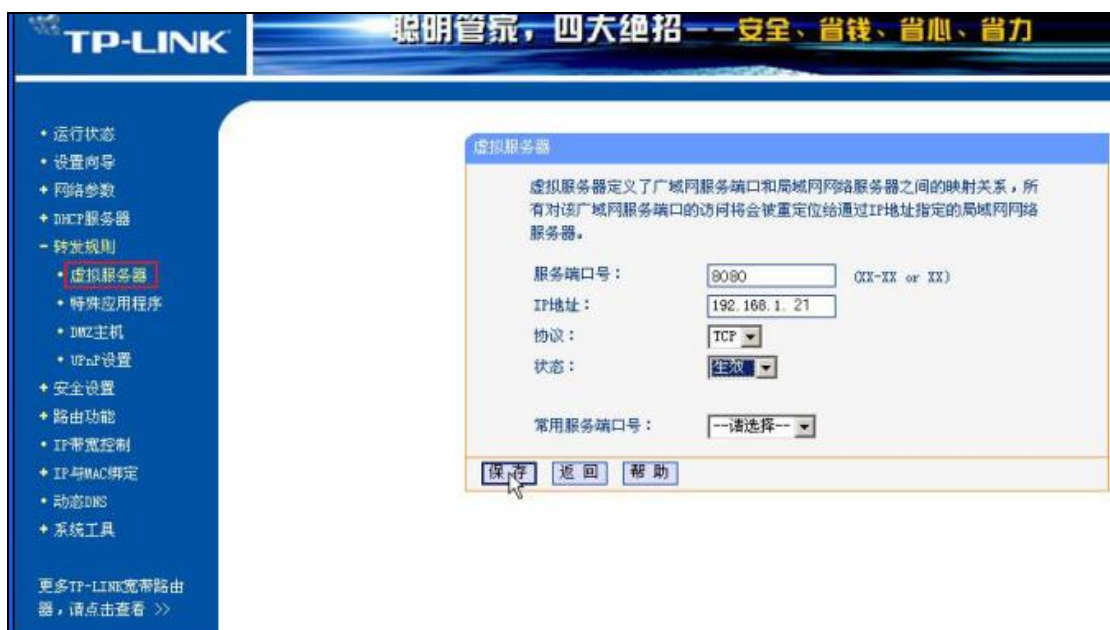 TP-LINK
聪明管家，四大绝招--安全、省钱、省心、省力
• 运行状态
• 设置向导
+ 网络参数
+ DHCP服务器
- 转发规则
• 虚拟服务器
• 特殊应用程序
• DMZ主机
• UPnP设置
+ 安全设置
+ 路由功能
• IP带宽控制
+ IP与MAC绑定
• 动态DNS
+ 系统工具
更多TP-LINK宽带路由
器，请点击查看 >>
虚拟服务器
虚拟服务器定义了广域网服务端口和局域网网络服务器之间的映射关系，所
有对该广域网服务端口的访问将会被重定位给通过IP地址指定的局域网网络
服务器。
服务端口号： 8080 (XX-XX or XX)
IP地址： 192.168.1.21
协议： TCP
状态： 生效
常用服务端口号： --请选择--
保存 返回 帮助